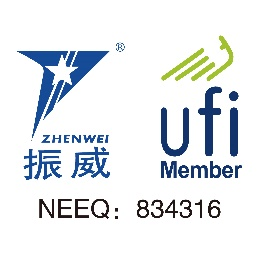 ®
ZHENWEI
振威
ufi
Member
NEEQ：834316